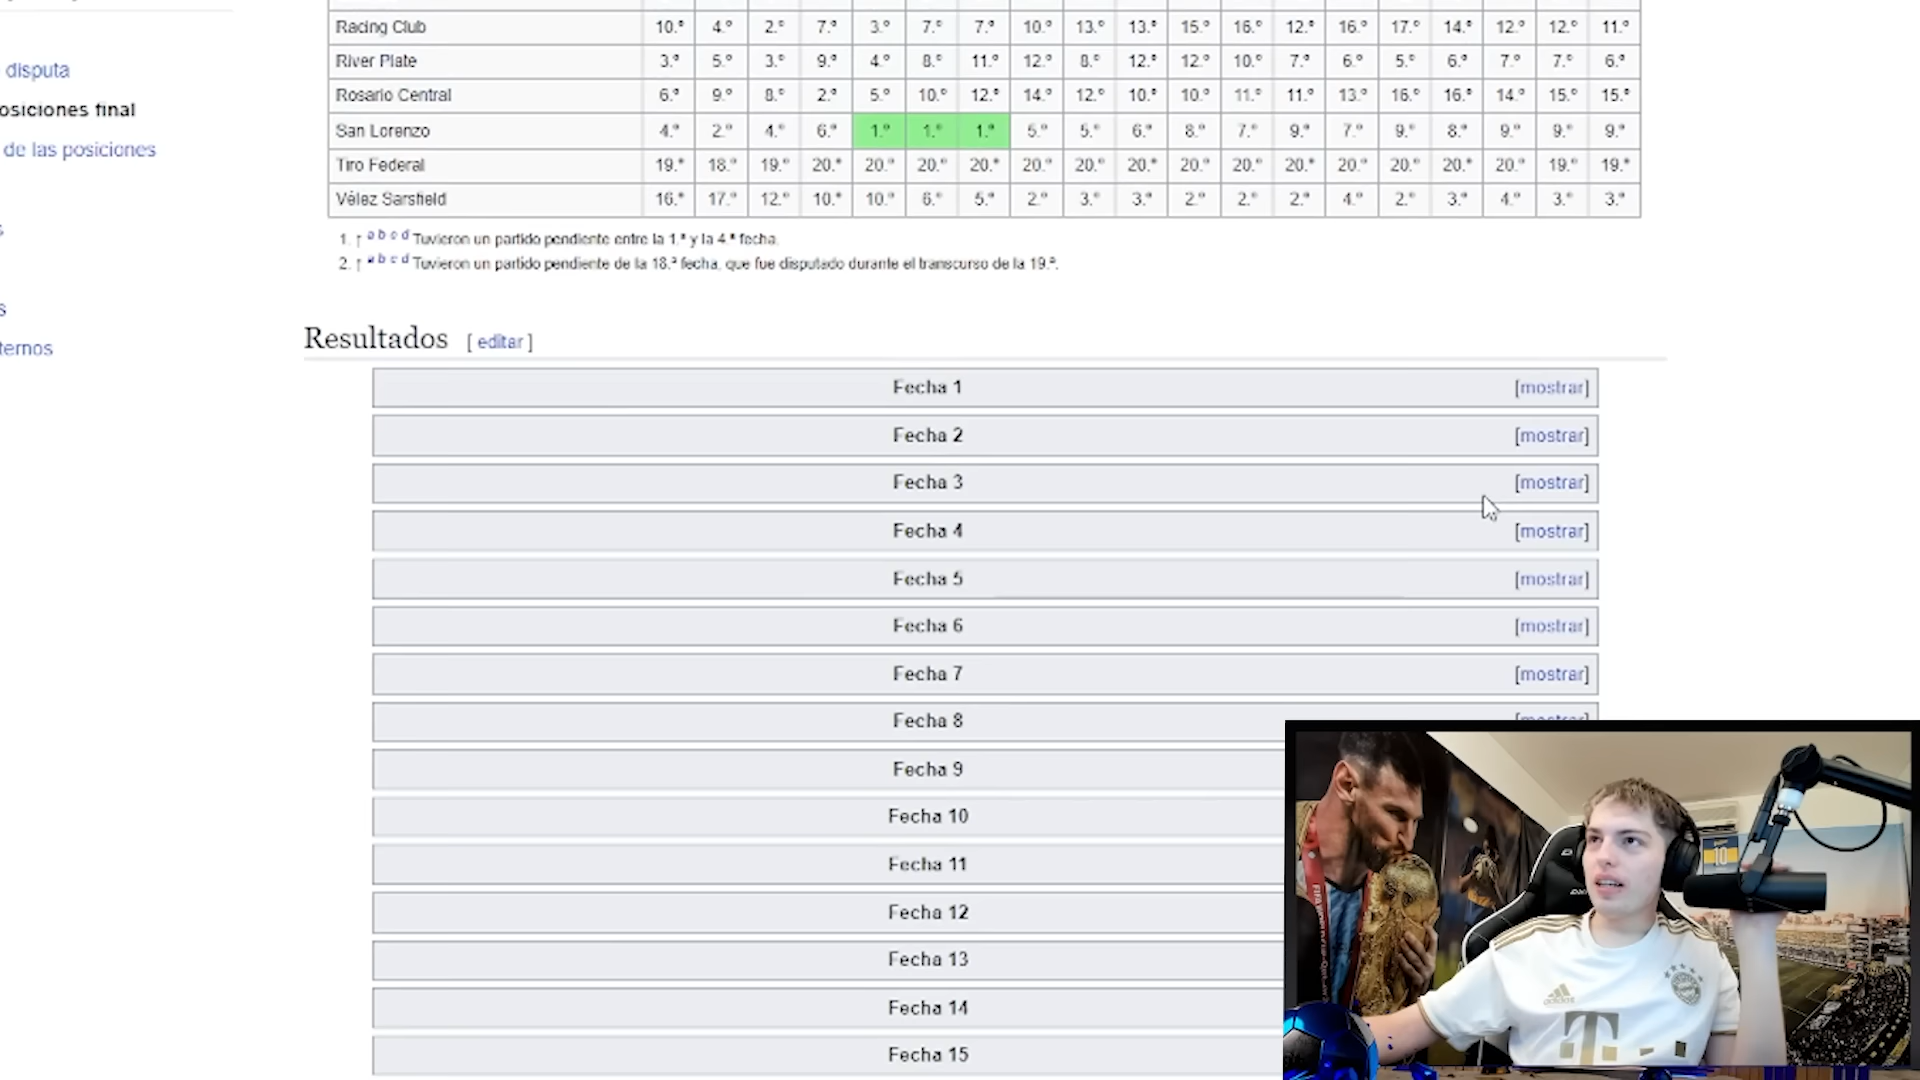 Racing Club 10.º 4.º 2.º 7.º 3.º 7.º 7.º 10.º 13.º 13.º 15.º 16.º 12.º 16.º 17.º 14.º 12.º 12.º 11.º
disputa
River Plate 3.º 5.º 3.º 9.º 4.º 8.º 11.º 12.º 8.º 12.º 12.º 10.º 7.º 6.º 5.º 6.º 7.º 7.º 6.º
osiciones final
Rosario Central 6.º 9.º 8.º 2.º 5.º 10.º 12.º 14.º 12.º 10.º 10.º 11.º 11.º 13.º 16.º 16.º 14.º 15.º 15.º
San Lorenzo 4.º 2.º 4.º 6.º 1.º 1.º 1.º 5.º 5.º 6.º 8.º 7.º 9.º 7.º 9.º 8.º 9.º 9.º 9.º
de las posiciones
Tiro Federal 19.º 18.º 19.º 20.º 20.º 20.º 20.º 20.º 20.º 20.º 20.º 20.º 20.º 20.º 20.º 20.º 20.º 19.º 19.º
Vélez Sarsfield 16.º 17.º 12.º 10.º 10.º 6.º 5.º 2.º 3.º 3.º 2.º 2.º 2.º 4.º 2.º 3.º 4.º 3.º 3.º
s
1. ↑ a b c d Tuvieron un partido pendiente entre la 1.ª y la 4.ª fecha.
2. ↑ a b c d Tuvieron un partido pendiente de la 18.ª fecha, que fue disputado durante el transcurso de la 19.ª.
s
Resultados [ editar ]
ternos
Fecha 1 [mostrar]
Fecha 2 [mostrar]
Fecha 3 [mostrar]
Fecha 4 [mostrar]
Fecha 5 [mostrar]
Fecha 6 [mostrar]
Fecha 7 [mostrar]
Fecha 8 [mostrar]
Fecha 9
Fecha 10
Fecha 11
Fecha 12
Fecha 13
Fecha 14
Fecha 15
10
adidas
T